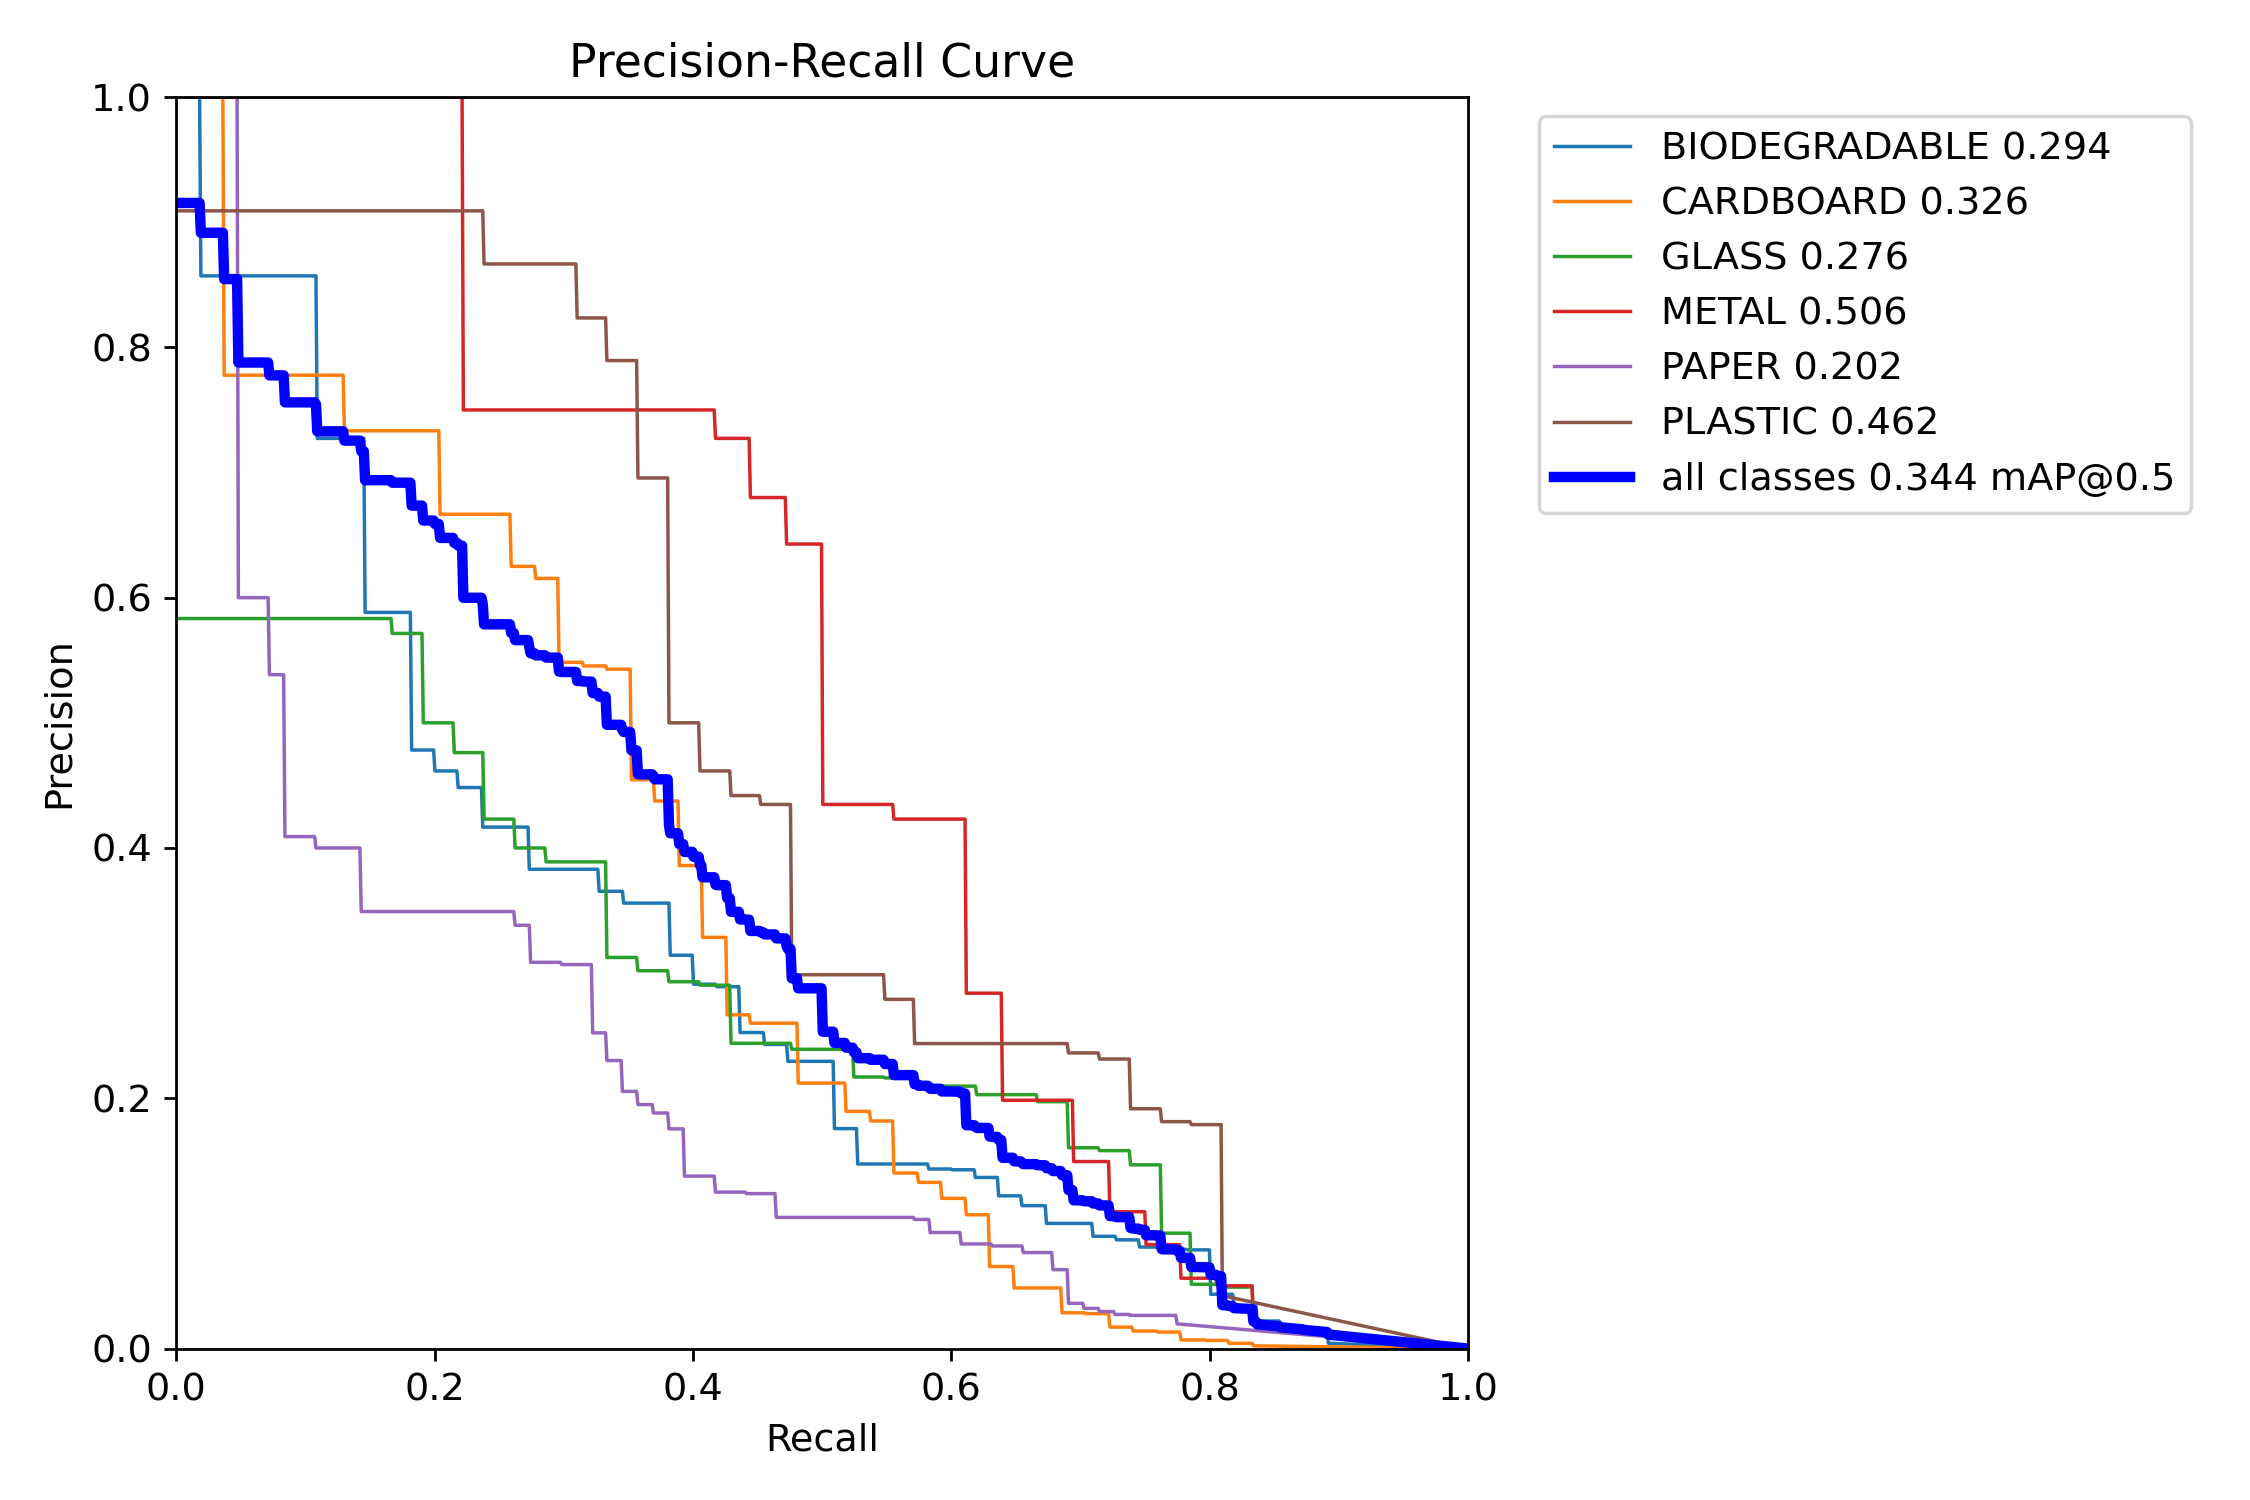 Precision-Recall Curve
1.0
0.8
0.6
0.4
0.2
0.0
Precision
0.0 0.2 0.4 0.6 0.8 1.0
Recall
BIODEGRADABLE 0.294
CARDBOARD 0.326
GLASS 0.276
METAL 0.506
PAPER 0.202
PLASTIC 0.462
all classes 0.344 mAP@0.5